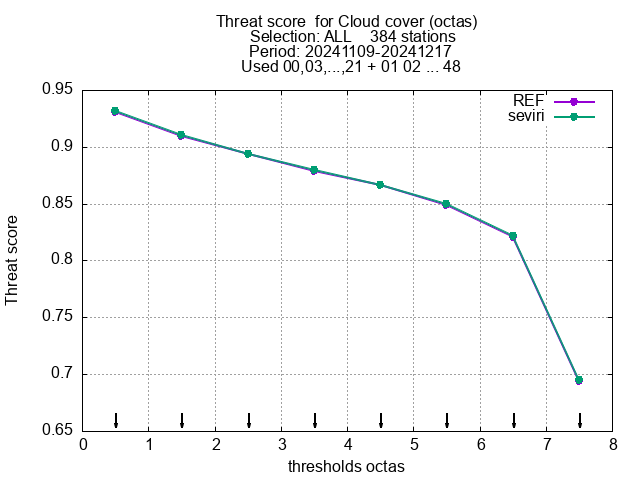 Threat score  for Cloud cover (octas)
Selection: ALL    384 stations
Period: 20241109-20241217
Used 00,03,...,21 + 01 02 ... 48
REF
seviri
0.95
0.9
0.85
0.8
0.75
0.7
0.65
Threat score
0 1 2 3 4 5 6 7 8
thresholds octas